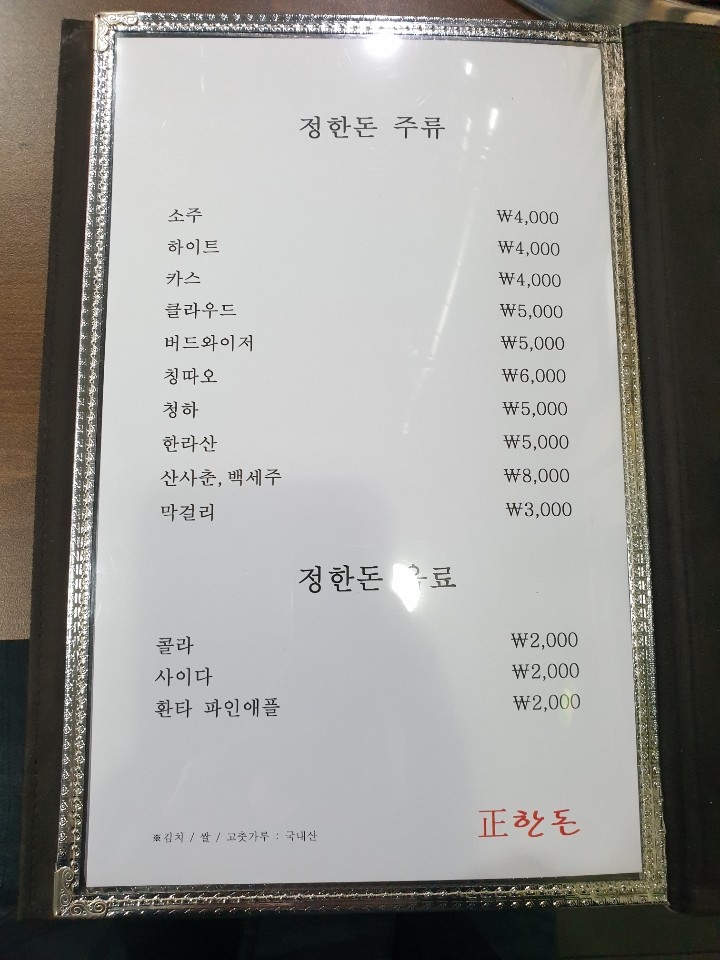 정한돈 주류
소주 ₩4,000
하이트 ₩4,000
카스 ₩4,000
클라우드 ₩5,000
버드와이저 ₩5,000
칭따오 ₩6,000
청하 ₩5,000
한라산 ₩5,000
산사춘, 백세주 ₩8,000
막걸리 ₩3,000
정한돈 음료
콜라 ₩2,000
사이다 ₩2,000
환타 파인애플 ₩2,000
※김치 / 쌀 / 고춧가루 : 국내산
正한돈